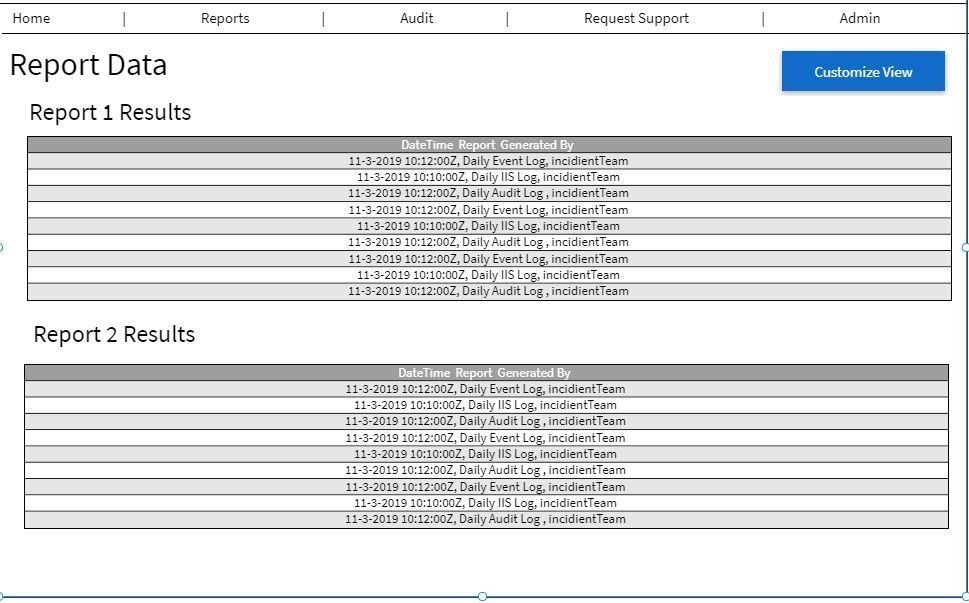 Home | Reports | Audit | Request Support | Admin
Report Data
Customize View
Report 1 Results
DateTime Report Generated By
11-3-2019 10:12:00Z, Daily Event Log, incidientTeam
11-3-2019 10:10:00Z, Daily IIS Log, incidientTeam
11-3-2019 10:12:00Z, Daily Audit Log , incidientTeam
11-3-2019 10:12:00Z, Daily Event Log, incidientTeam
11-3-2019 10:10:00Z, Daily IIS Log, incidientTeam
11-3-2019 10:12:00Z, Daily Audit Log , incidientTeam
11-3-2019 10:12:00Z, Daily Event Log, incidientTeam
11-3-2019 10:10:00Z, Daily IIS Log, incidientTeam
11-3-2019 10:12:00Z, Daily Audit Log , incidientTeam
Report 2 Results
DateTime Report Generated By
11-3-2019 10:12:00Z, Daily Event Log, incidientTeam
11-3-2019 10:10:00Z, Daily IIS Log, incidientTeam
11-3-2019 10:12:00Z, Daily Audit Log , incidientTeam
11-3-2019 10:12:00Z, Daily Event Log, incidientTeam
11-3-2019 10:10:00Z, Daily IIS Log, incidientTeam
11-3-2019 10:12:00Z, Daily Audit Log , incidientTeam
11-3-2019 10:12:00Z, Daily Event Log, incidientTeam
11-3-2019 10:10:00Z, Daily IIS Log, incidientTeam
11-3-2019 10:12:00Z, Daily Audit Log , incidientTeam